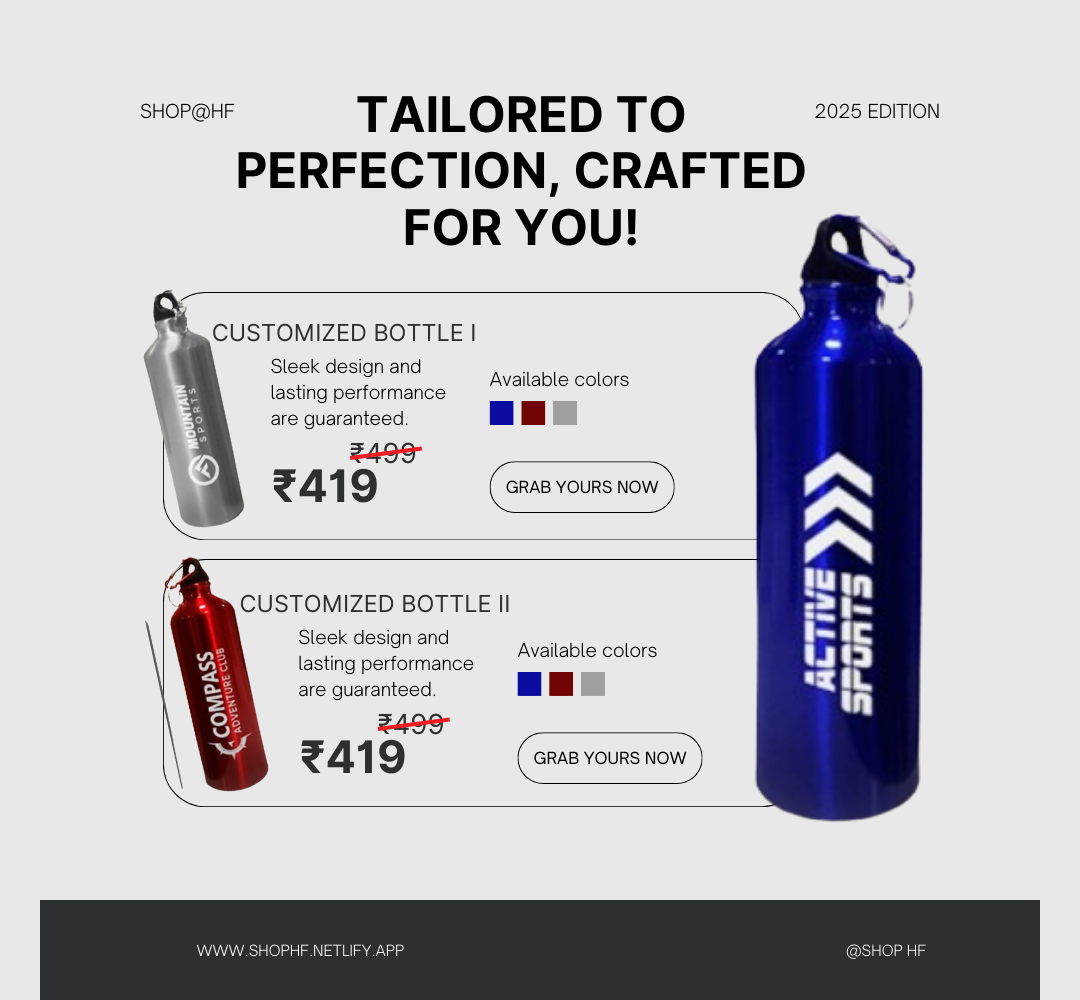 SHOP@HF
TAILORED TO
PERFECTION, CRAFTED
FOR YOU!
2025 EDITION
CUSTOMIZED BOTTLE I
Sleek design and
lasting performance
are guaranteed.
₹499
₹419
Available colors
GRAB YOURS NOW
MOUNTAIN
SPORTS
CUSTOMIZED BOTTLE II
Sleek design and
lasting performance
are guaranteed.
₹499
₹419
Available colors
GRAB YOURS NOW
COMPASS
ADVENTURE CLUB
ACTIVE
SPORTS
WWW.SHOPHF.NETLIFY.APP
@SHOP HF